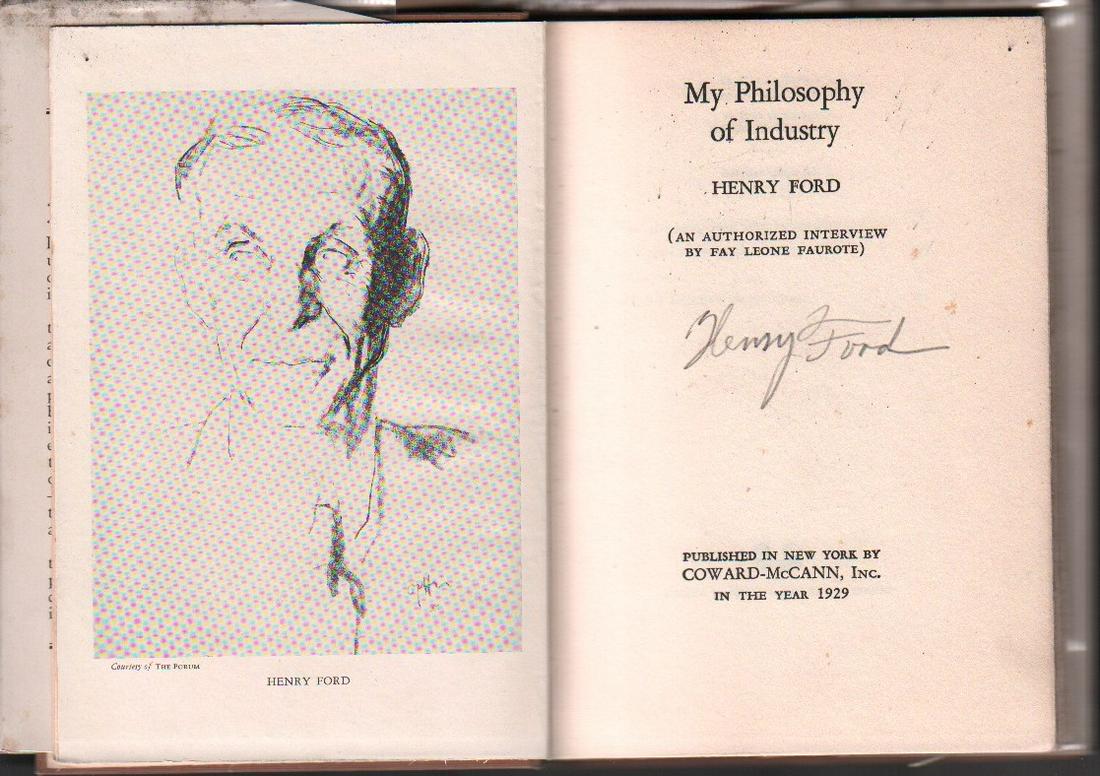 Courtesy of THE FORUM
HENRY FORD
My Philosophy
of Industry
HENRY FORD
(AN AUTHORIZED INTERVIEW
BY FAY LEONE FAUROTE)
Henry Ford
PUBLISHED IN NEW YORK BY
COWARD-McCANN, INC.
IN THE YEAR 1929